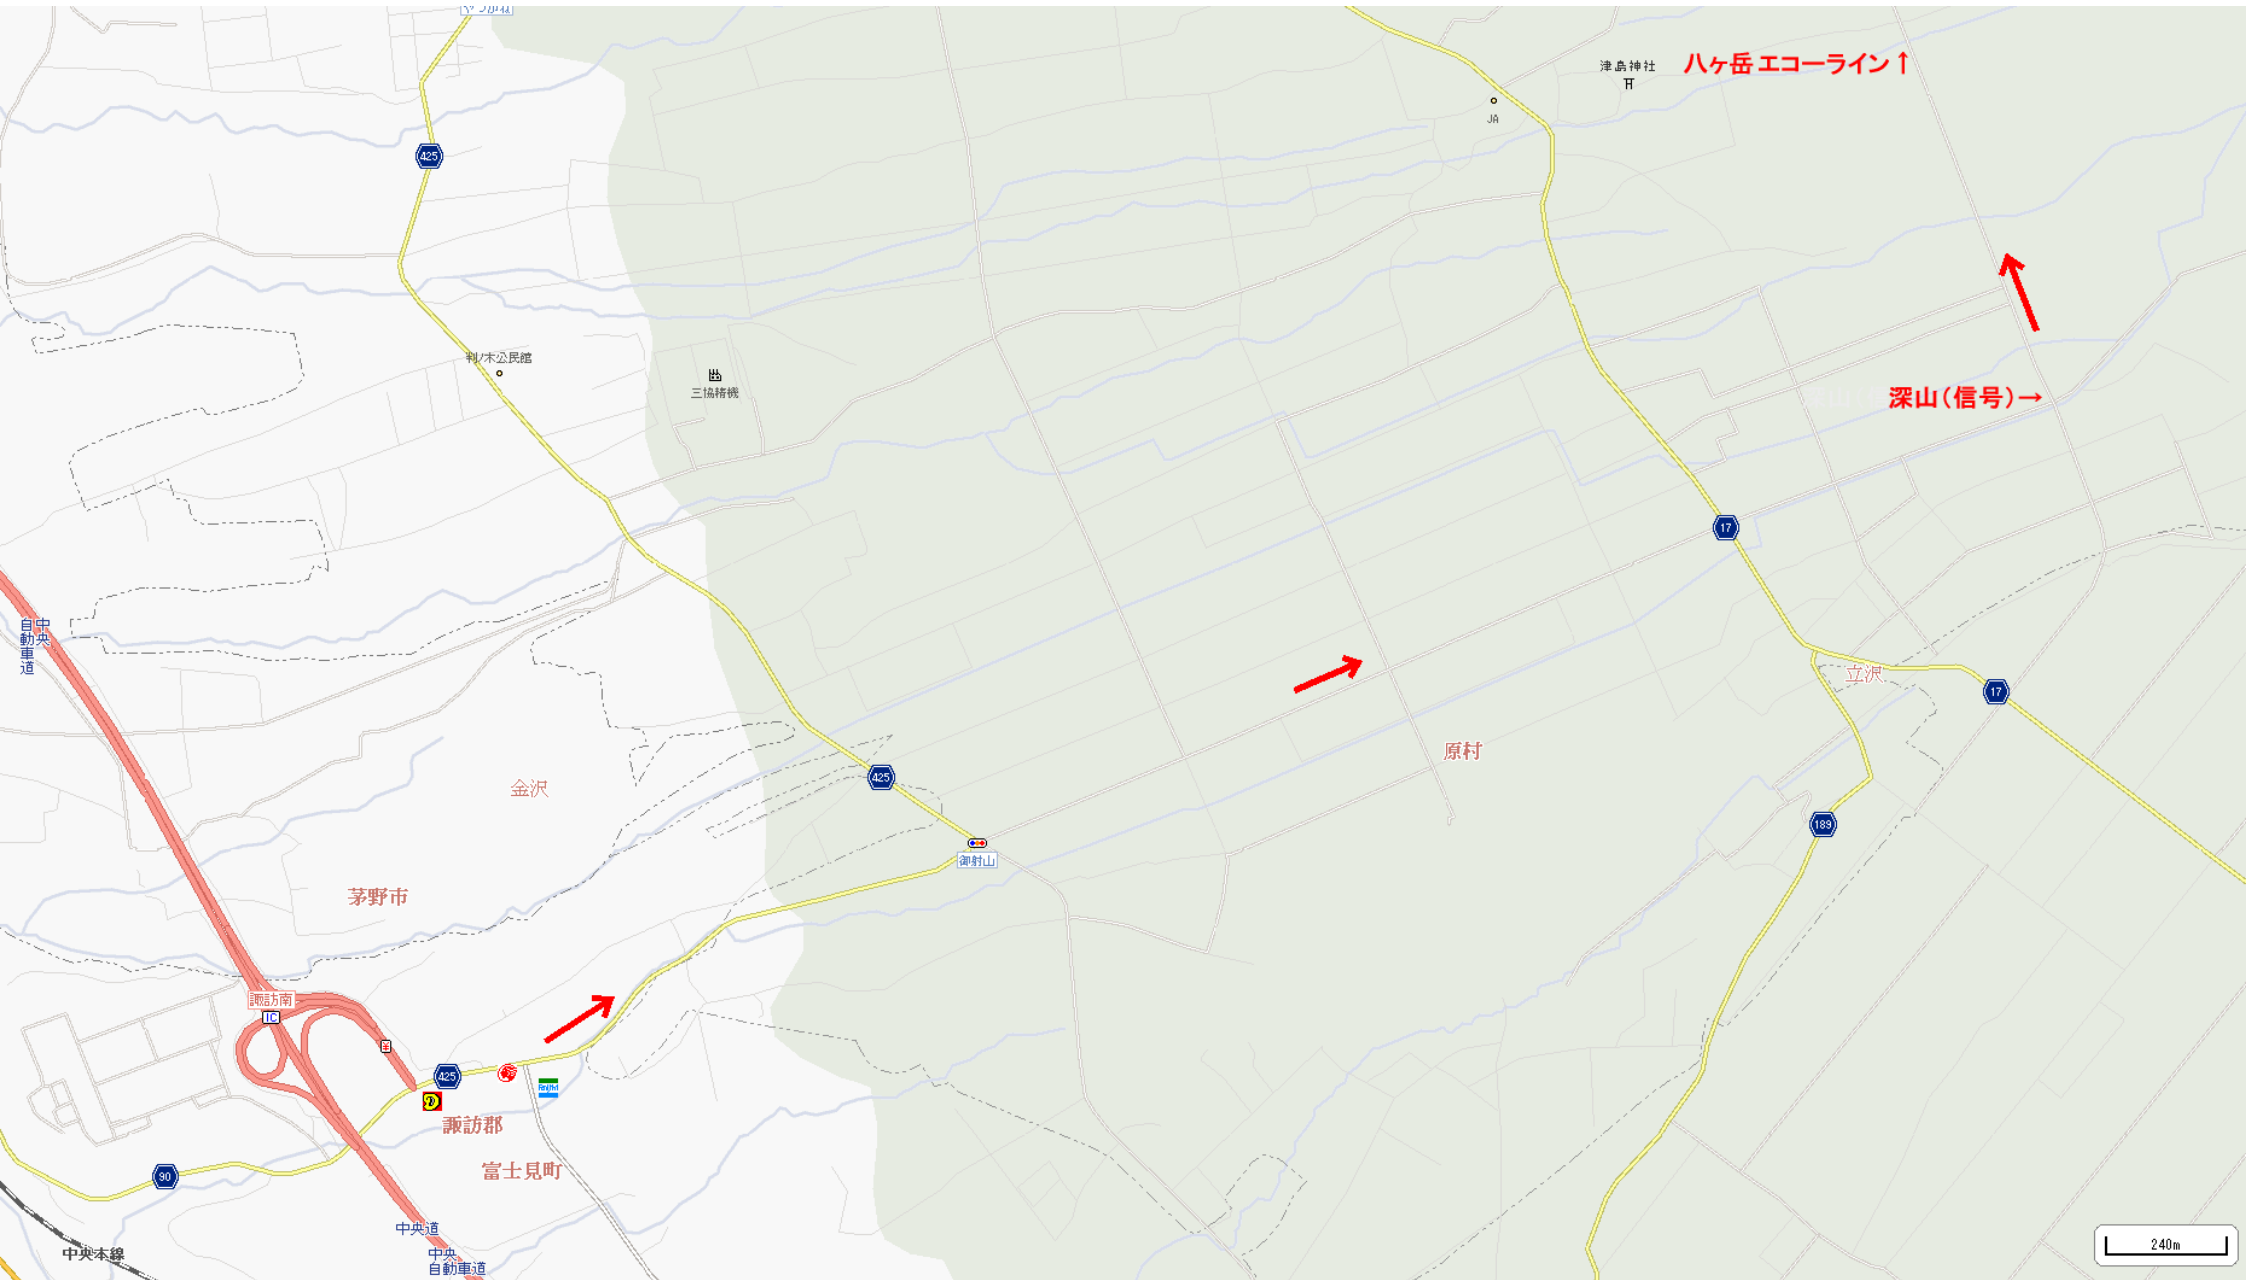 八ヶ岳 エコーライン↑
津島神社
JA
425
判ノ木公民館
三協精機
深山(信号)→
17
中央
自動車道
立沢
17
原村
425
金沢
189
御射山
茅野市
諏訪南
IC
425
諏訪郡
富士見町
90
中央道
中央本線
中央
自動車道
240m